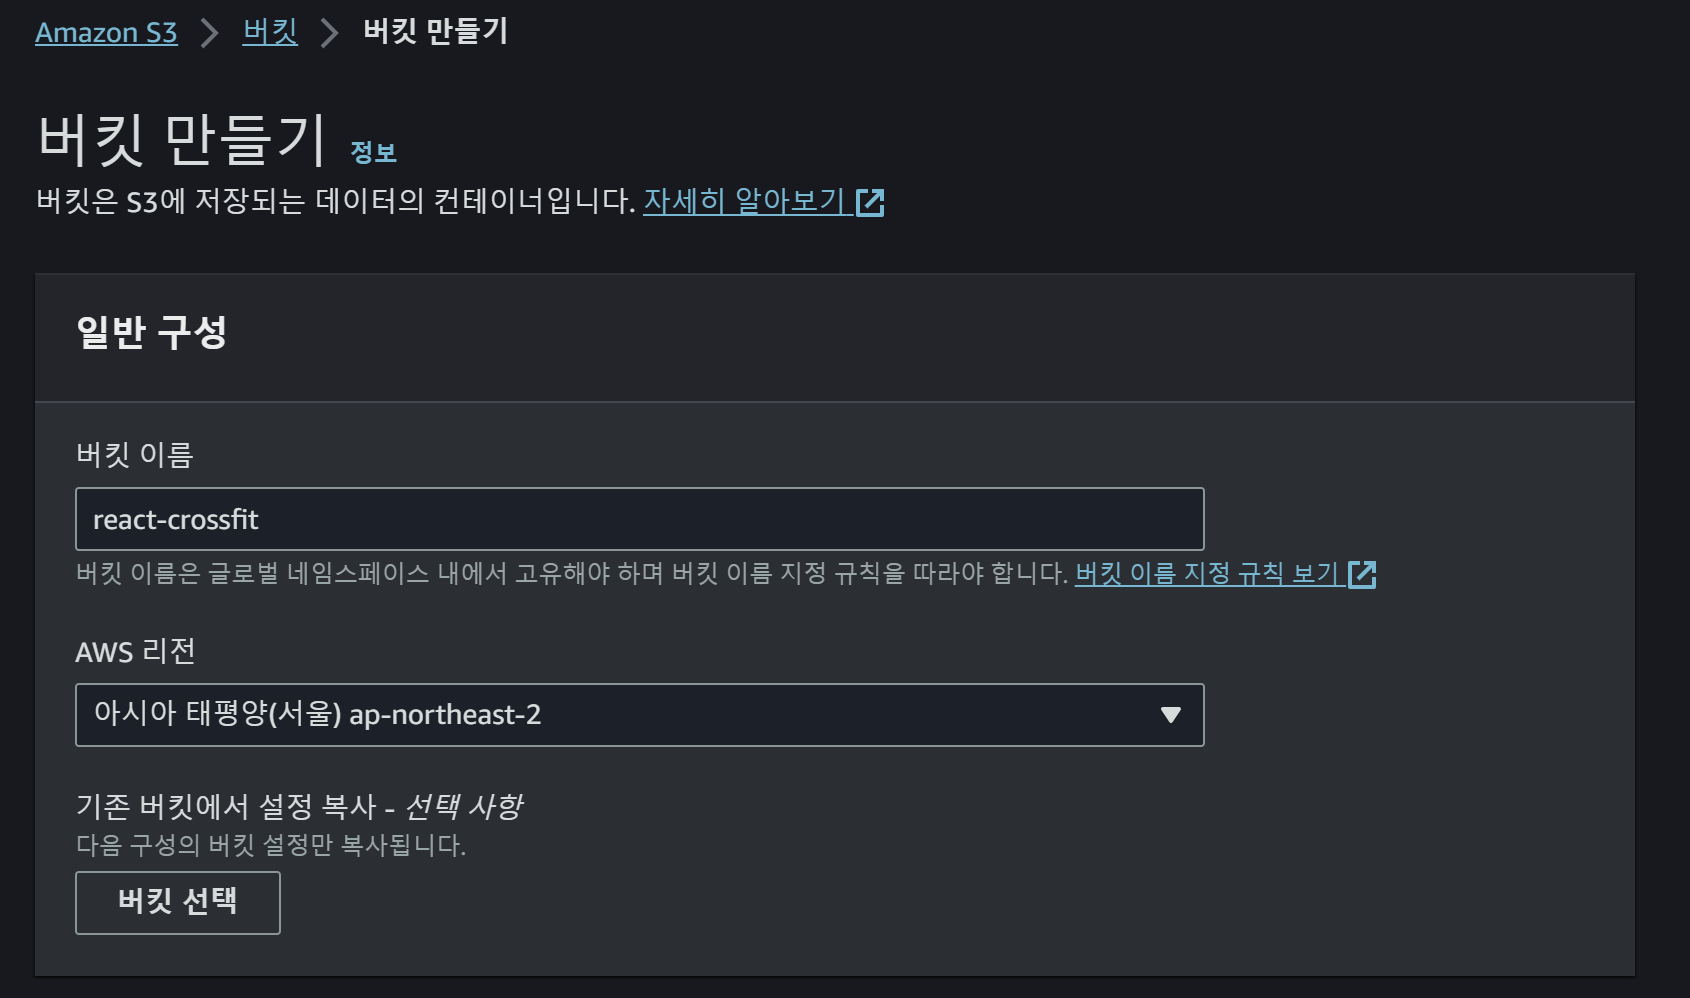 Amazon S3 > 버킷 > 버킷 만들기
버킷 만들기 정보
버킷은 S3에 저장되는 데이터의 컨테이너입니다. 자세히 알아보기
일반 구성
버킷 이름
react-crossfit
버킷 이름은 글로벌 네임스페이스 내에서 고유해야 하며 버킷 이름 지정 규칙을 따라야 합니다. 버킷 이름 지정 규칙 보기
AWS 리전
아시아 태평양(서울) ap-northeast-2
기존 버킷에서 설정 복사 - 선택 사항
다음 구성의 버킷 설정만 복사됩니다.
버킷 선택